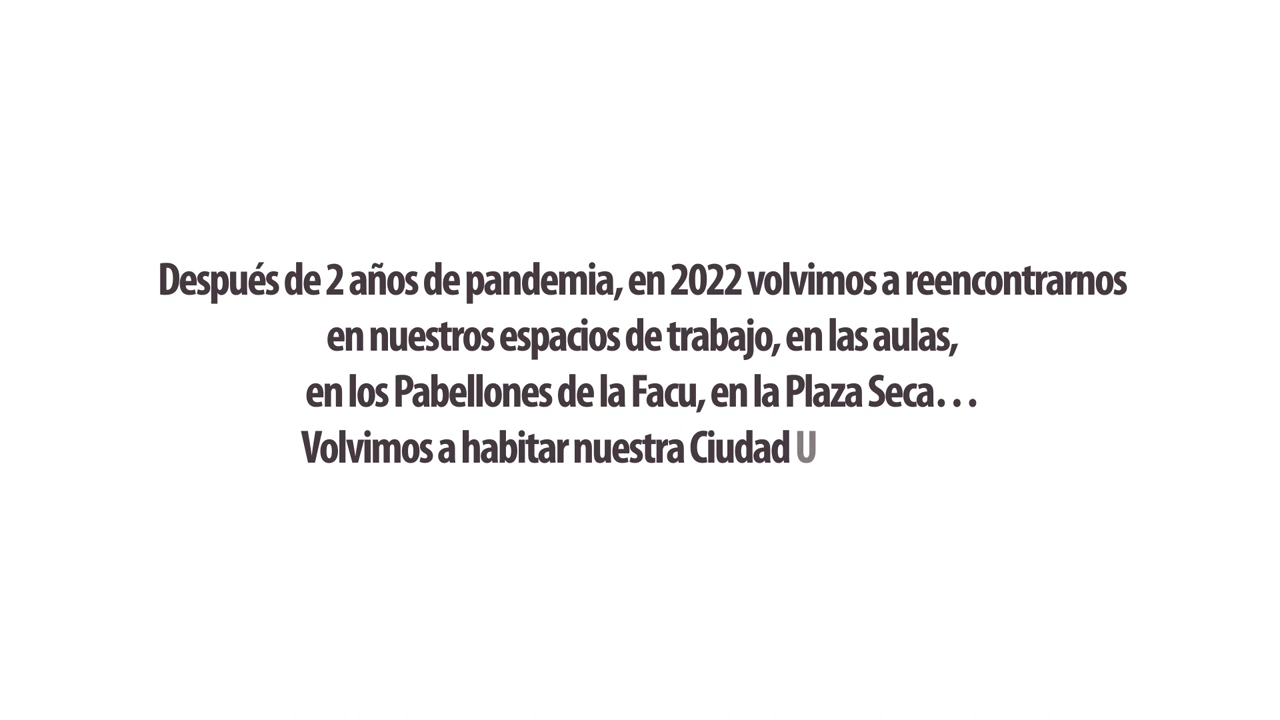 Después de 2 años de pandemia, en 2022 volvimos a reencontrarnos
en nuestros espacios de trabajo, en las aulas,
en los Pabellones de la Facu, en la Plaza Seca…
Volvimos a habitar nuestra Ciudad U